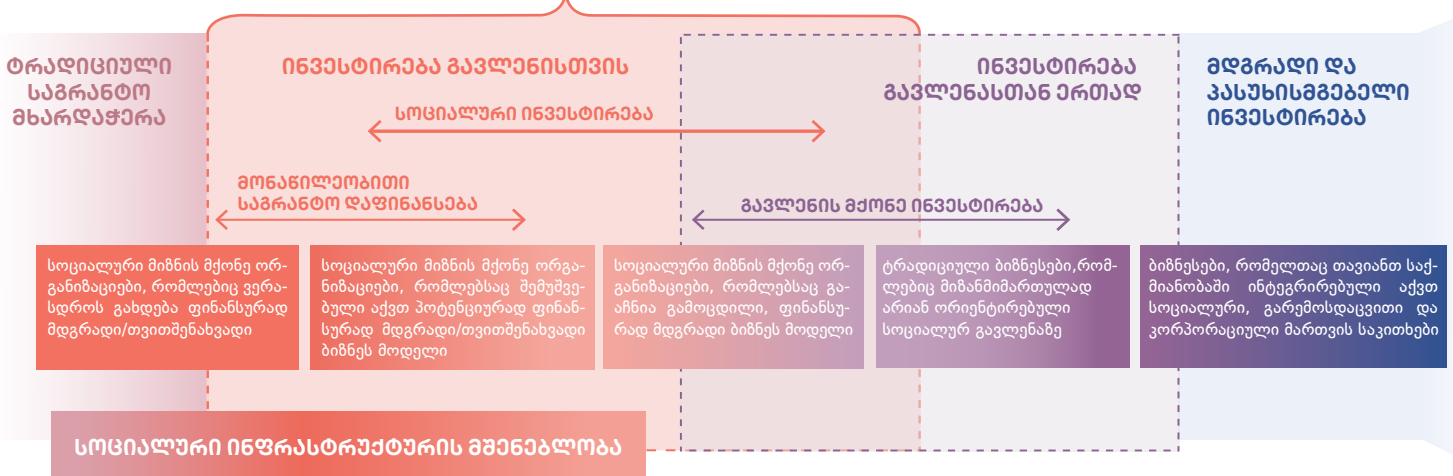 ტრადიციული
საგრანტო
მხარდაჭერა
ინვესტირება გავლენისთვის
ინვესტირება
გავლენასთან ერთად
მდგრადი და
პასუხისმგებელი
ინვესტირება
სოციალური ინვესტირება
მონაწილეობითი
საგრანტო დაფინანსება
გავლენის მქონე ინვესტირება
სოციალური მიზნის მქონე ორ-
განიზაციები, რომლებიც ვერა-
სდროს გახდება ფინანსურად
მდგრადი/თვითშენახვადი
სოციალური მიზნის მქონე ორგა-
ნიზაციები, რომლებსაც შემუშვე-
ბული აქვთ პოტენციურად ფინან-
სურად მდგრადი/თვითშენახვადი
ბიზნეს მოდელი
სოციალური მიზნის მქონე ორგა-
ნიზაციები, რომლებსაც გა-
აჩნია გამოცდილი, ფინანსუ-
რად მდგრადი ბიზნეს მოდელი
ტრადიციული ბიზნესები,რომ-
ლებიც მიზანმიმართულად
არიან ორიენტირებული
სოციალურ გავლენაზე
ბიზნესები, რომელთაც თავიანთ საქ-
მიანობაში ინტეგრირებული აქვთ
სოციალური, გარემოსდაცვითი და
კორპორაციული მართვის საკითხები
სოციალური ინფრასტრუქტურის მშენებლობა